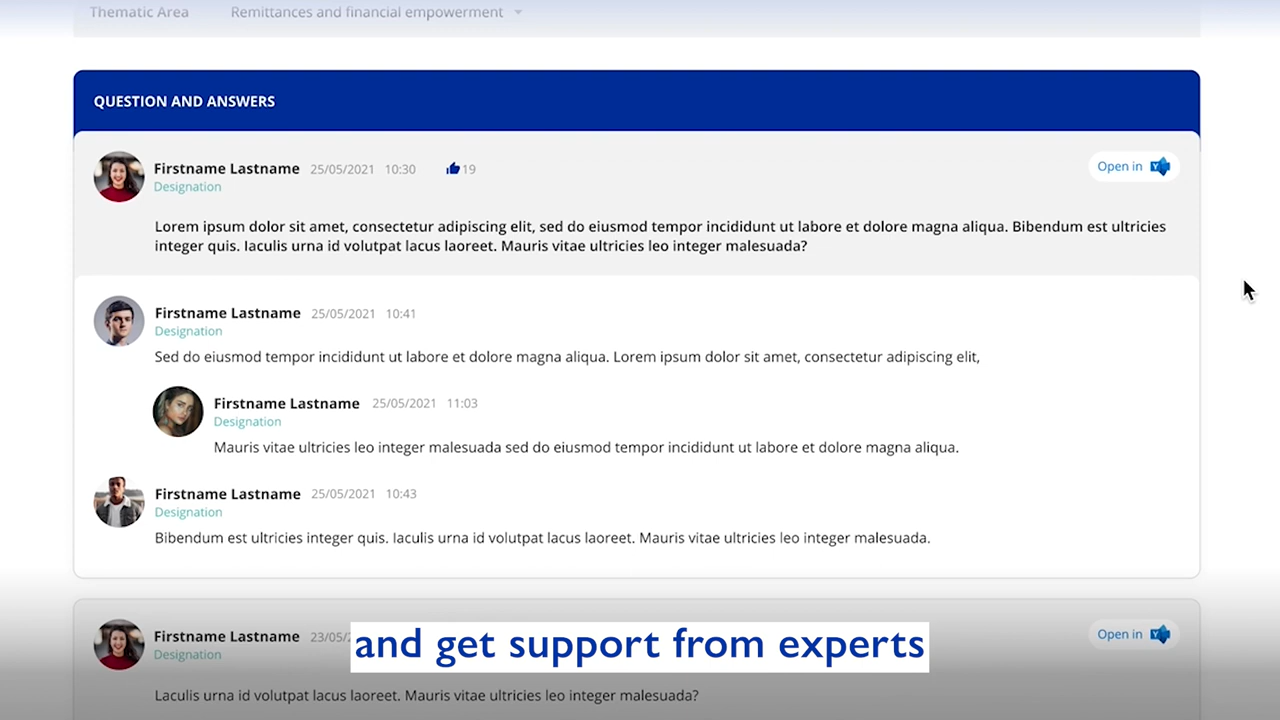 Thematic Area Remittances and financial empowerment
QUESTION AND ANSWERS
Firstname Lastname 25/05/2021 10:30 19
Open in
Designation
Lorem ipsum dolor sit amet, consectetur adipiscing elit, sed do eiusmod tempor incididunt ut labore et dolore magna aliqua. Bibendum est ultricies
integer quis. Iaculis urna id volutpat lacus laoreet. Mauris vitae ultricies leo integer malesuada?
Firstname Lastname 25/05/2021 10:41
Designation
Sed do eiusmod tempor incididunt ut labore et dolore magna aliqua. Lorem ipsum dolor sit amet, consectetur adipiscing elit,
Firstname Lastname 25/05/2021 11:03
Designation
Mauris vitae ultricies leo integer malesuada sed do eiusmod tempor incididunt ut labore et dolore magna aliqua.
Firstname Lastname 25/05/2021 10:43
Designation
Bibendum est ultricies integer quis. Iaculis urna id volutpat lacus laoreet. Mauris vitae ultricies leo integer malesuada.
Firstname Lastname 23/05/2
Open in
Designation
and get support from experts
Laculis urna id volutpat lacus laoreet. Mauris vitae ultricies leo integer malesuada?